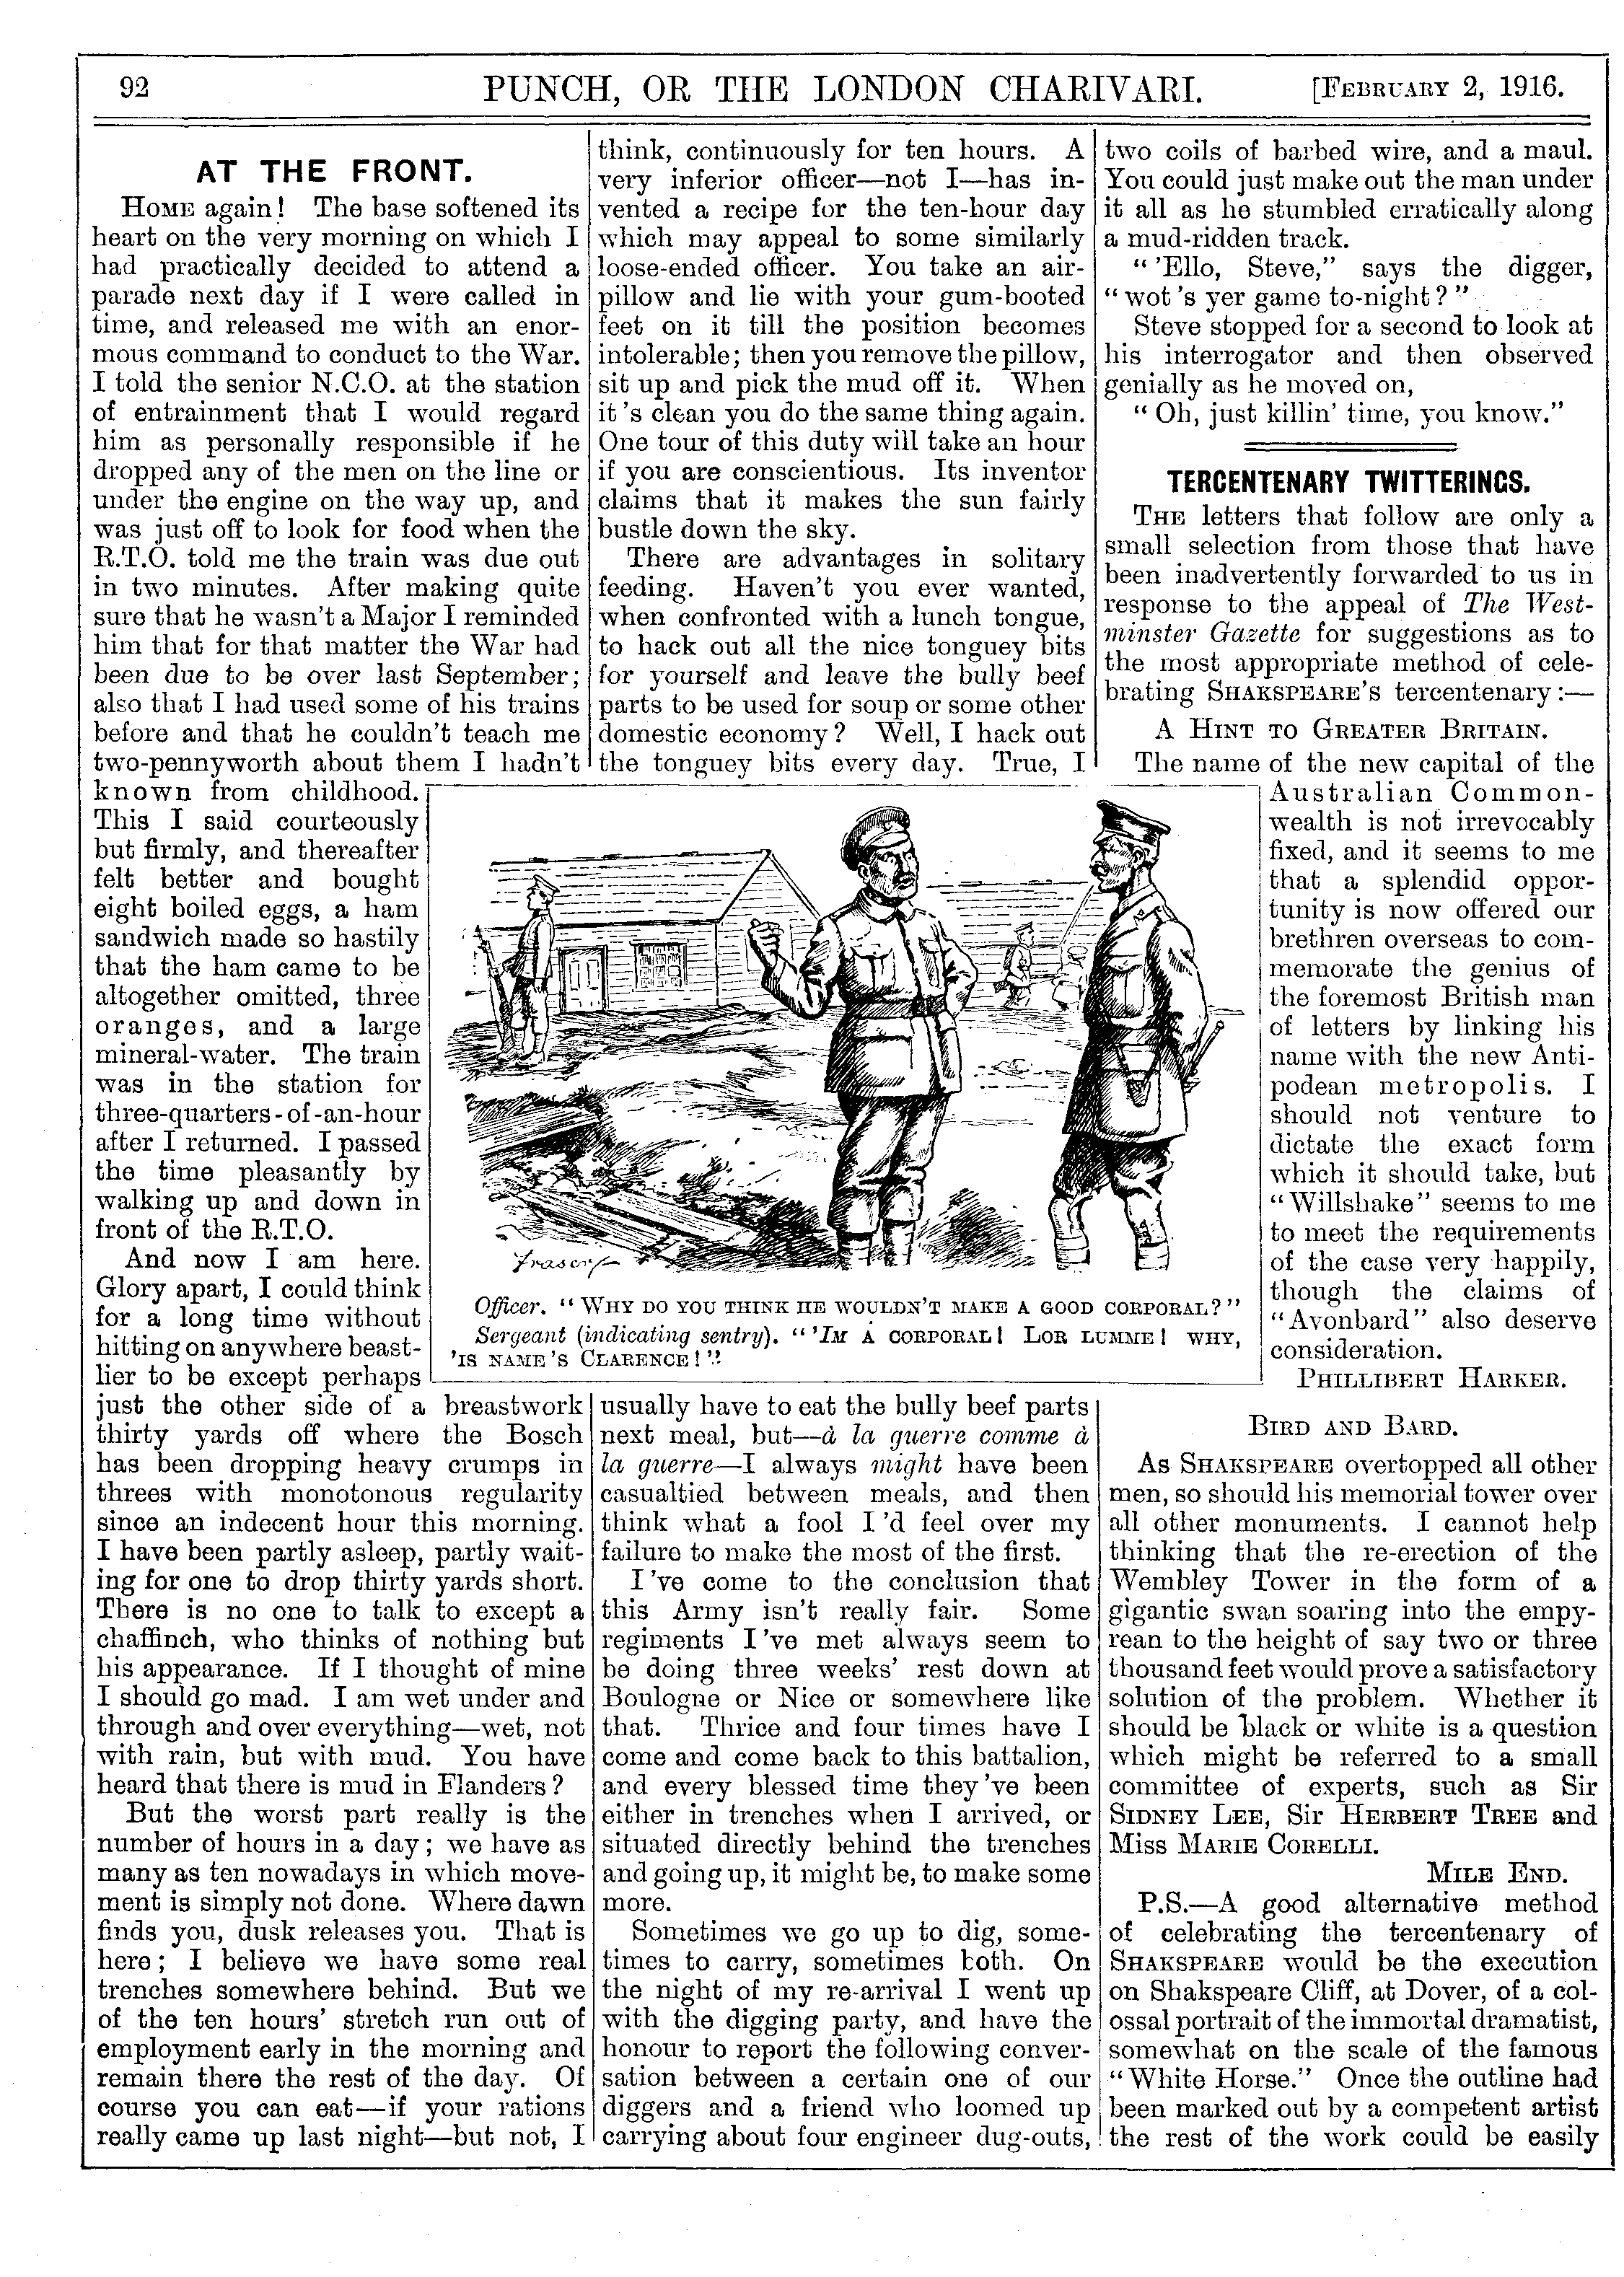 92
PUNCH, OR THE LONDON CHARIVARI.
[FEBRUARY 2, 1916.
AT THE FRONT.
HOME again! The base softened its
heart on the very morning on which I
had practically decided to attend a
parade next day if I were called in
time, and released me with an enor-
mous command to conduct to the War.
I told the senior N.C.O. at the station
of entrainment that I would regard
him as personally responsible if he
dropped any of the men on the line or
under the engine on the way up, and
was just off to look for food when the
R.T.O. told me the train was due out
in two minutes. After making quite
sure that he wasn't a Major I reminded
him that for that matter the War had
been due to be over last September;
also that I had used some of his trains
before and that he couldn't teach me
two-pennyworth about them I hadn't
known from childhood.
This I said courteously
but firmly, and thereafter
felt better and bought
eight boiled eggs, a ham
sandwich made so hastily
that the ham came to be
altogether omitted, three
oranges, and a large
mineral-water. The train
was in the station for
three-quarters-of-an-hour
after I returned. I passed
the time pleasantly by
walking up and down in
front of the R.T.O.
And now I am here.
Glory apart, I could think
for a long time without
hitting on anywhere beast-
lier to be except perhaps
just the other side of a breastwork
thirty yards off where the Bosch
has been dropping heavy crumps in
threes with monotonous regularity
since an indecent hour this morning.
I have been partly asleep, partly wait-
ing for one to drop thirty yards short.
There is no one to talk to except a
chaffinch, who thinks of nothing but
his appearance. If I thought of mine
I should go mad. I am wet under and
through and over everything—wet, not
with rain, but with mud. You have
heard that there is mud in Flanders?
But the worst part really is the
number of hours in a day; we have as
many as ten nowadays in which move-
ment is simply not done. Where dawn
finds you, dusk releases you. That is
here; I believe we have some real
trenches somewhere behind. But we
of the ten hours' stretch run out of
employment early in the morning and
remain there the rest of the day. Of
course you can eat—if your rations
really came up last night—but not, I
think, continuously for ten hours. A
very inferior officer—not I—has in-
vented a recipe for the ten-hour day
which may appeal to some similarly
loose-ended officer. You take an air-
pillow and lie with your gum-booted
feet on it till the position becomes
intolerable; then you remove the pillow,
sit up and pick the mud off it. When
it's clean you do the same thing again.
One tour of this duty will take an hour
if you are conscientious. Its inventor
claims that it makes the sun fairly
bustle down the sky.
There are advantages in solitary
feeding. Haven't you ever wanted,
when confronted with a lunch tongue,
to hack out all the nice tonguey bits
for yourself and leave the bully beef
parts to be used for soup or some other
domestic economy? Well, I hack out
the tonguey bits every day. True, I
Fraser
Officer. "WHY DO YOU THINK HE WOULDN'T MAKE A GOOD CORPORAL?"
Sergeant (indicating sentry). "'IM A CORPORAL! LOR LUMME! WHY,
'IS NAME'S CLARENCE!"
usually have to eat the bully beef parts
next meal, but—à la guerre comme à
la guerre—I always might have been
casualtied between meals, and then
think what a fool I'd feel over my
failure to make the most of the first.
I've come to the conclusion that
this Army isn't really fair. Some
regiments I've met always seem to
be doing three weeks' rest down at
Boulogne or Nice or somewhere like
that. Thrice and four times have I
come and come back to this battalion,
and every blessed time they've been
either in trenches when I arrived, or
situated directly behind the trenches
and going up, it might be, to make some
more.
Sometimes we go up to dig, some-
times to carry, sometimes both. On
the night of my re-arrival I went up
with the digging party, and have the
honour to report the following conver-
sation between a certain one of our
diggers and a friend who loomed up
carrying about four engineer dug-outs,
two coils of barbed wire, and a maul.
You could just make out the man under
it all as he stumbled erratically along
a mud-ridden track.
"'Ello, Steve," says the digger,
"wot's yer game to-night?"
Steve stopped for a second to look at
his interrogator and then observed
genially as he moved on,
"Oh, just killin' time, you know."
TERCENTENARY TWITTERINGS.
THE letters that follow are only a
small selection from those that have
been inadvertently forwarded to us in
response to the appeal of The West-
minster Gazette for suggestions as to
the most appropriate method of cele-
brating SHAKSPEARE'S tercentenary:—
A HINT TO GREATER BRITAIN.
The name of the new capital of the
Australian Common-
wealth is not irrevocably
fixed, and it seems to me
that a splendid oppor-
tunity is now offered our
brethren overseas to com-
memorate the genius of
the foremost British man
of letters by linking his
name with the new Anti-
podean metropolis. I
should not venture to
dictate the exact form
which it should take, but
"Willshake" seems to me
to meet the requirements
of the case very happily,
though the claims of
"Avonbard" also deserve
consideration.
PHILLIBERT HARKER.
BIRD AND BARD.
As SHAKSPEARE overtopped all other
men, so should his memorial tower over
all other monuments. I cannot help
thinking that the re-erection of the
Wembley Tower in the form of a
gigantic swan soaring into the empy-
rean to the height of say two or three
thousand feet would prove a satisfactory
solution of the problem. Whether it
should be black or white is a question
which might be referred to a small
committee of experts, such as Sir
SIDNEY LEE, Sir HERBERT TREE and
Miss MARIE CORELLI.
MILE END.
P.S.—A good alternative method
of celebrating the tercentenary of
SHAKSPEARE would be the execution
on Shakspeare Cliff, at Dover, of a col-
ossal portrait of the immortal dramatist,
somewhat on the scale of the famous
"White Horse." Once the outline had
been marked out by a competent artist
the rest of the work could be easily